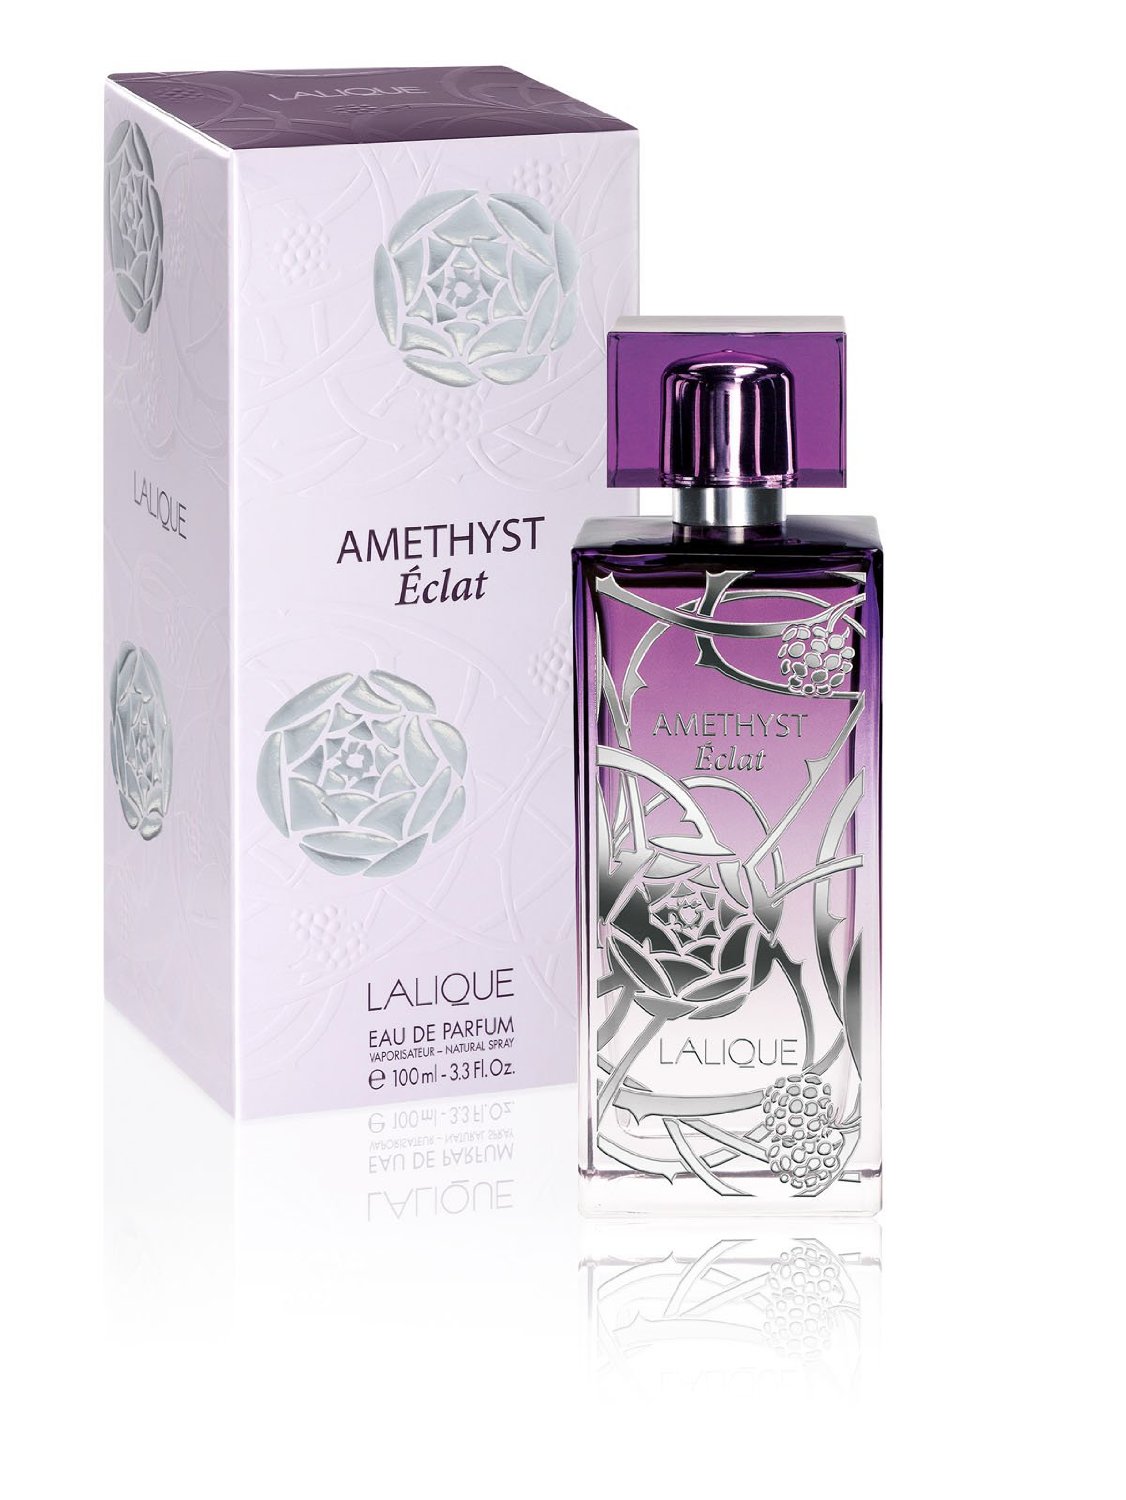 LALIQUE
LALIQUE
AMETHYST
Éclat
LALIQUE
EAU DE PARFUM
VAPORISATEUR – NATURAL SPRAY
℮ 100 ml - 3.3 Fl. Oz.
AMETHYST
Éclat
LALIQUE